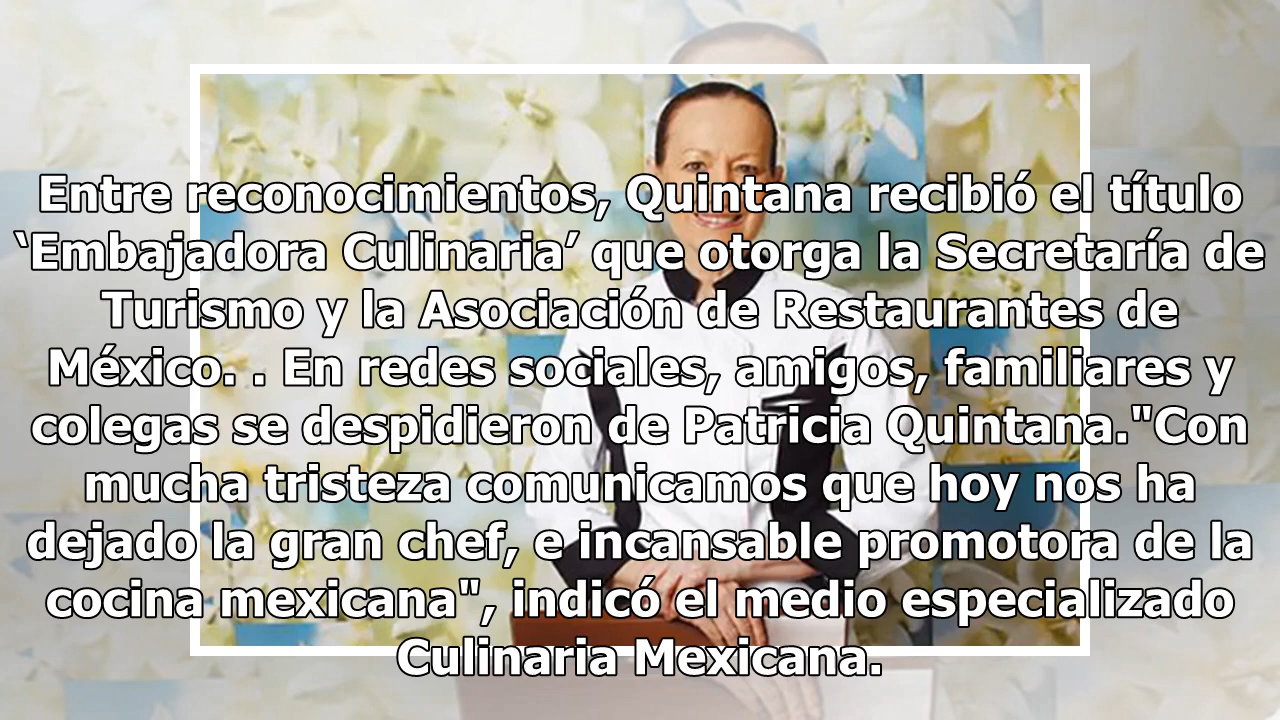 Entre reconocimientos, Quintana recibió el título
‘Embajadora Culinaria’ que otorga la Secretaría de
Turismo y la Asociación de Restaurantes de
México. . En redes sociales, amigos, familiares y
colegas se despidieron de Patricia Quintana."Con
mucha tristeza comunicamos que hoy nos ha
dejado la gran chef, e incansable promotora de la
cocina mexicana", indicó el medio especializado
Culinaria Mexicana.